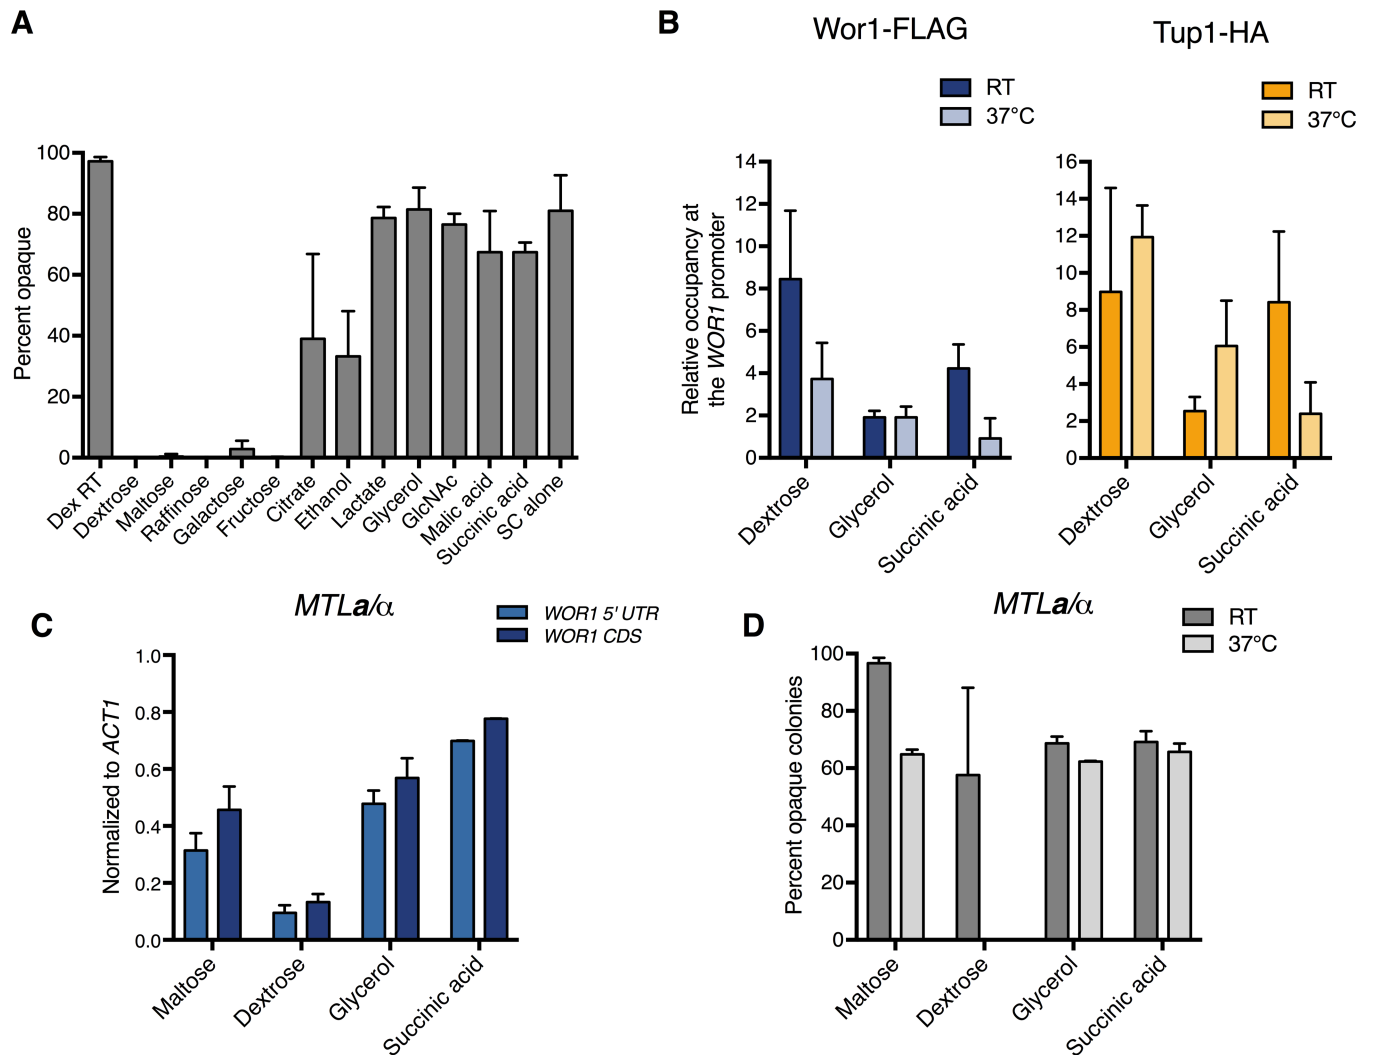 A
Percent opaque
100
80
60
40
20
0
Dex RT
Dextrose
Maltose
Raffinose
Galactose
Fructose
Citrate
Ethanol
Lactate
Glycerol
GlcNAc
Malic acid
Succinic acid
SC alone
B
Wor1-FLAG
RT
37°C
Relative occupancy at
the WOR1 promoter
14
12
10
8
6
4
2
0
Dextrose
Glycerol
Succinic acid
Tup1-HA
RT
37°C
16
14
12
10
8
6
4
2
0
Dextrose
Glycerol
Succinic acid
C
MTLa/α
WOR1 5' UTR
WOR1 CDS
Normalized to ACT1
1.0
0.8
0.6
0.4
0.2
0.0
Maltose
Dextrose
Glycerol
Succinic acid
D
MTLa/α
RT
37°C
Percent opaque colonies
100
80
60
40
20
0
Maltose
Dextrose
Glycerol
Succinic acid